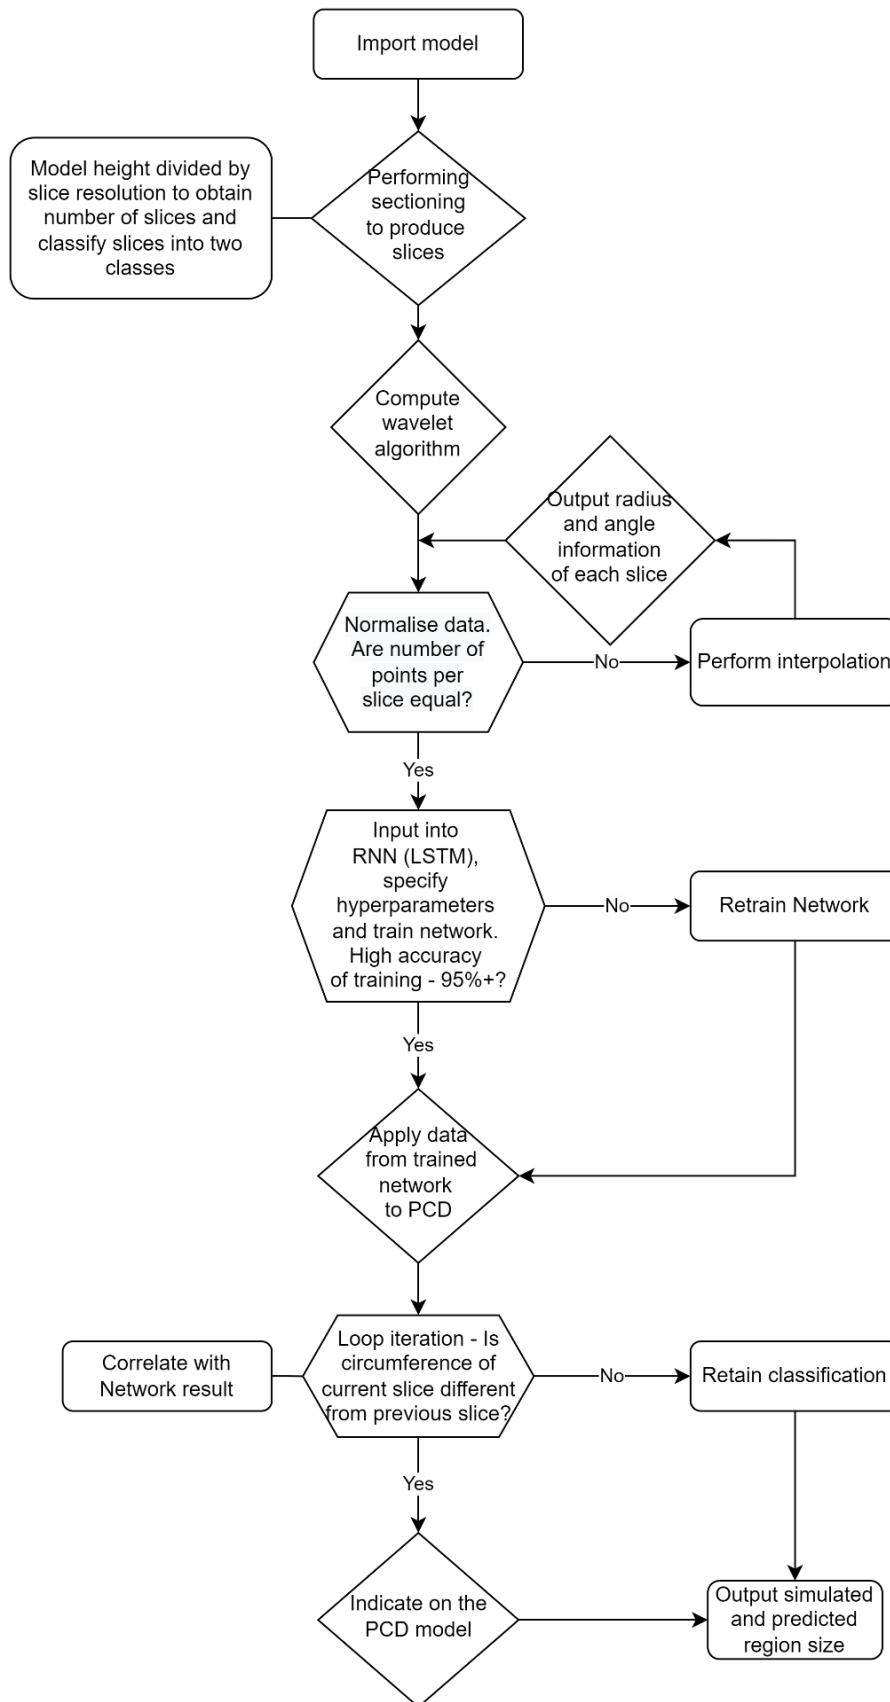 Import model
Model height divided by
slice resolution to obtain
number of slices and
classify slices into two
classes
Performing
sectioning
to produce
slices
Compute
wavelet
algorithm
Output radius
and angle
information
of each slice
Normalise data.
Are number of
points per
slice equal?
No
Perform interpolation
Yes
Input into
RNN (LSTM),
specify
hyperparameters
and train network.
High accuracy
of training - 95%+?
No
Retrain Network
Yes
Apply data
from trained
network
to PCD
Correlate with
Network result
Loop iteration - Is
circumference of
current slice different
from previous slice?
No
Retain classification
Yes
Indicate on the
PCD model
Output simulated
and predicted
region size